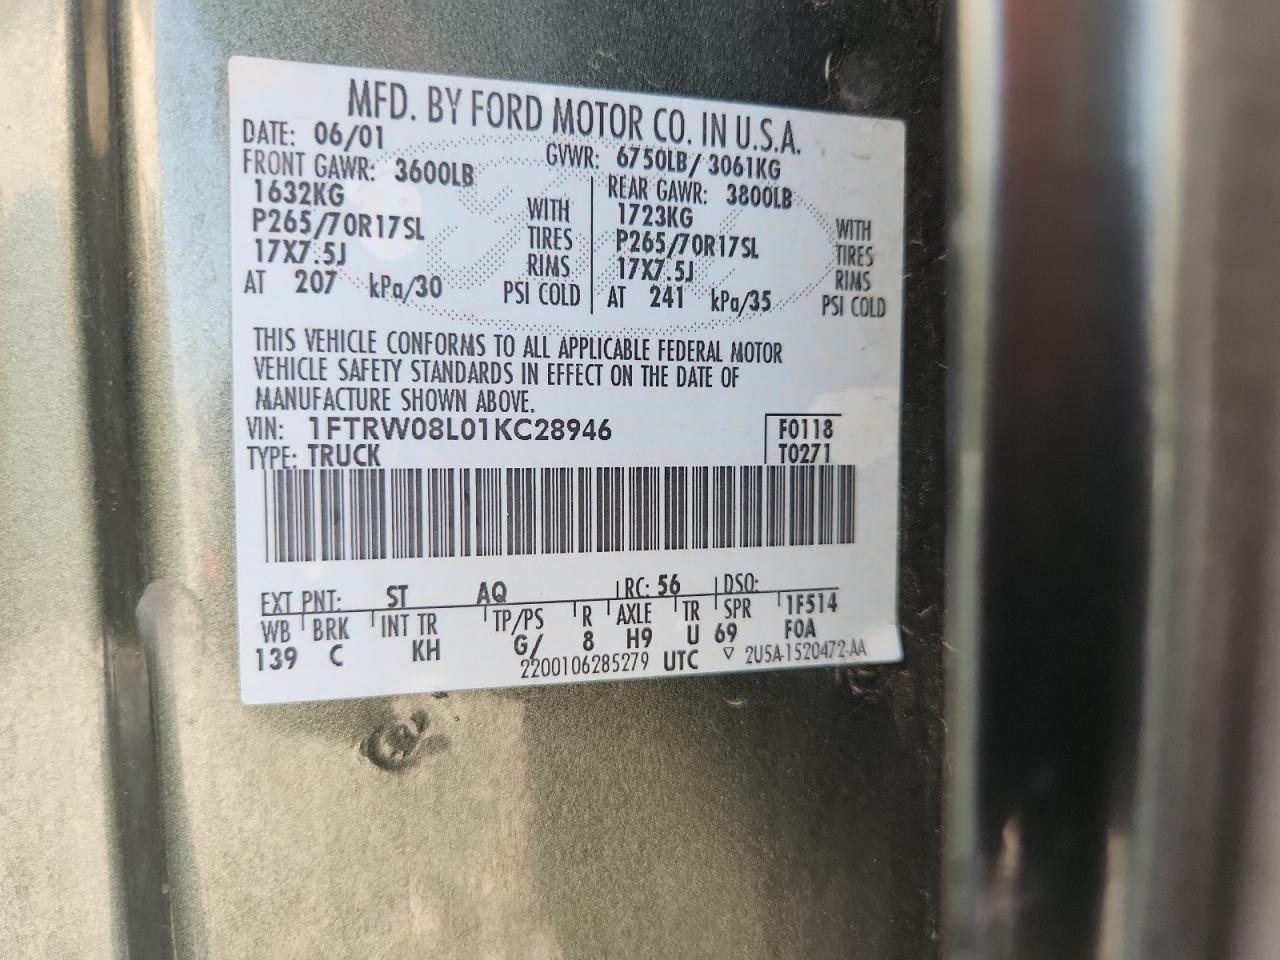 MFD. BY FORD MOTOR CO. IN U.S.A.
DATE: 06/01 GVWR: 6750LB/ 3061KG
FRONT GAWR: 3600LB REAR GAWR: 3800LB
1632KG WITH 1723KG WITH
P265/70R17SL TIRES P265/70R17SL TIRES
17X7.5J RIMS 17X7.5J RIMS
AT 207 kPa/30 PSI COLD AT 241 kPa/35 PSI COLD
THIS VEHICLE CONFORMS TO ALL APPLICABLE FEDERAL MOTOR
VEHICLE SAFETY STANDARDS IN EFFECT ON THE DATE OF
MANUFACTURE SHOWN ABOVE.
VIN: 1FTRW08L01KC28946 F0118
TYPE: TRUCK T0271
EXT PNT: ST AQ RC: 56 DSO:
WB BRK INT TR TP/PS R AXLE TR SPR 1F514
139 C KH G/ 8 H9 U 69 FOA
2200106285279 UTC ▽ 2U5A-1520472-AA